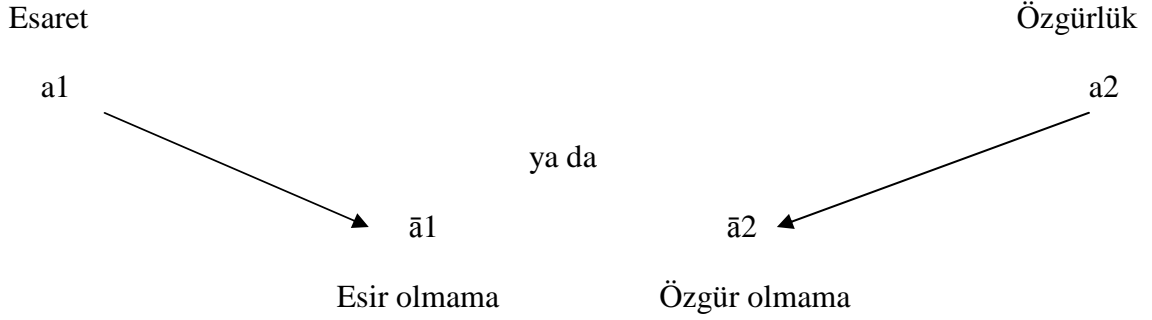 Esaret Özgürlük
a1 a2
ya da
ā1 ā2
Esir olmama Özgür olmama